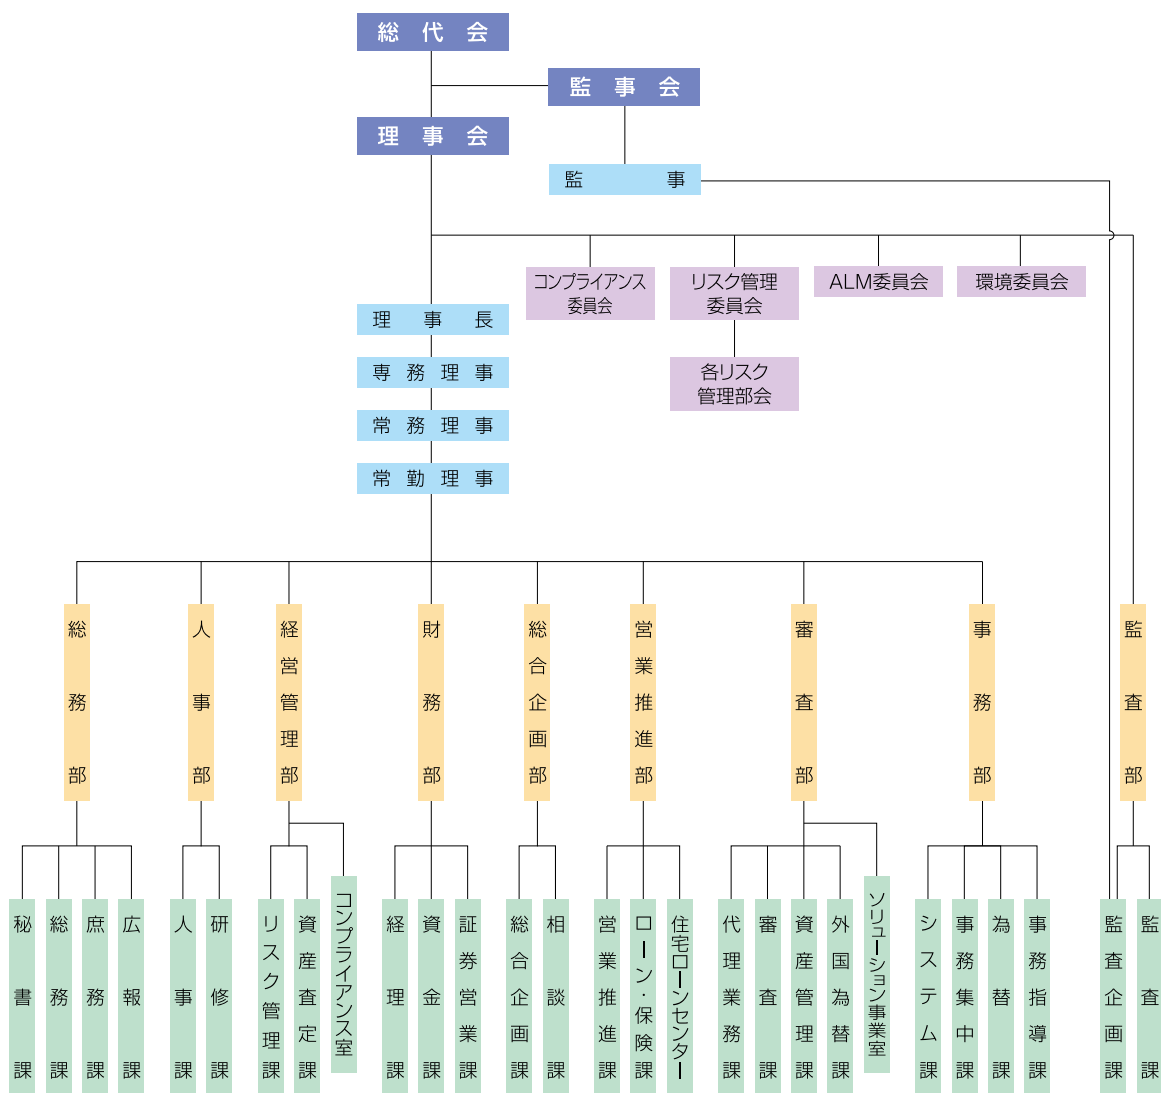 総代会
監事会
理事会
監事
コンプライアンス
委員会
リスク管理
委員会
ALM委員会
環境委員会
理事長
専務理事
各リスク
管理部会
常務理事
常勤理事
総務部
人事部
経営管理部
財務部
総合企画部
営業推進部
審査部
事務部
監査部
秘書課
総務課
庶務課
広報課
人事課
研修課
リスク管理課
資産査定課
コンプライアンス室
経理課
資金課
証券営業課
総合企画課
相談課
営業推進課
ローン・保険課
住宅ローンセンター
代理業務課
審査課
資産管理課
外国為替課
ソリューション事業室
システム課
事務集中課
為替課
事務指導課
監査企画課
監査課